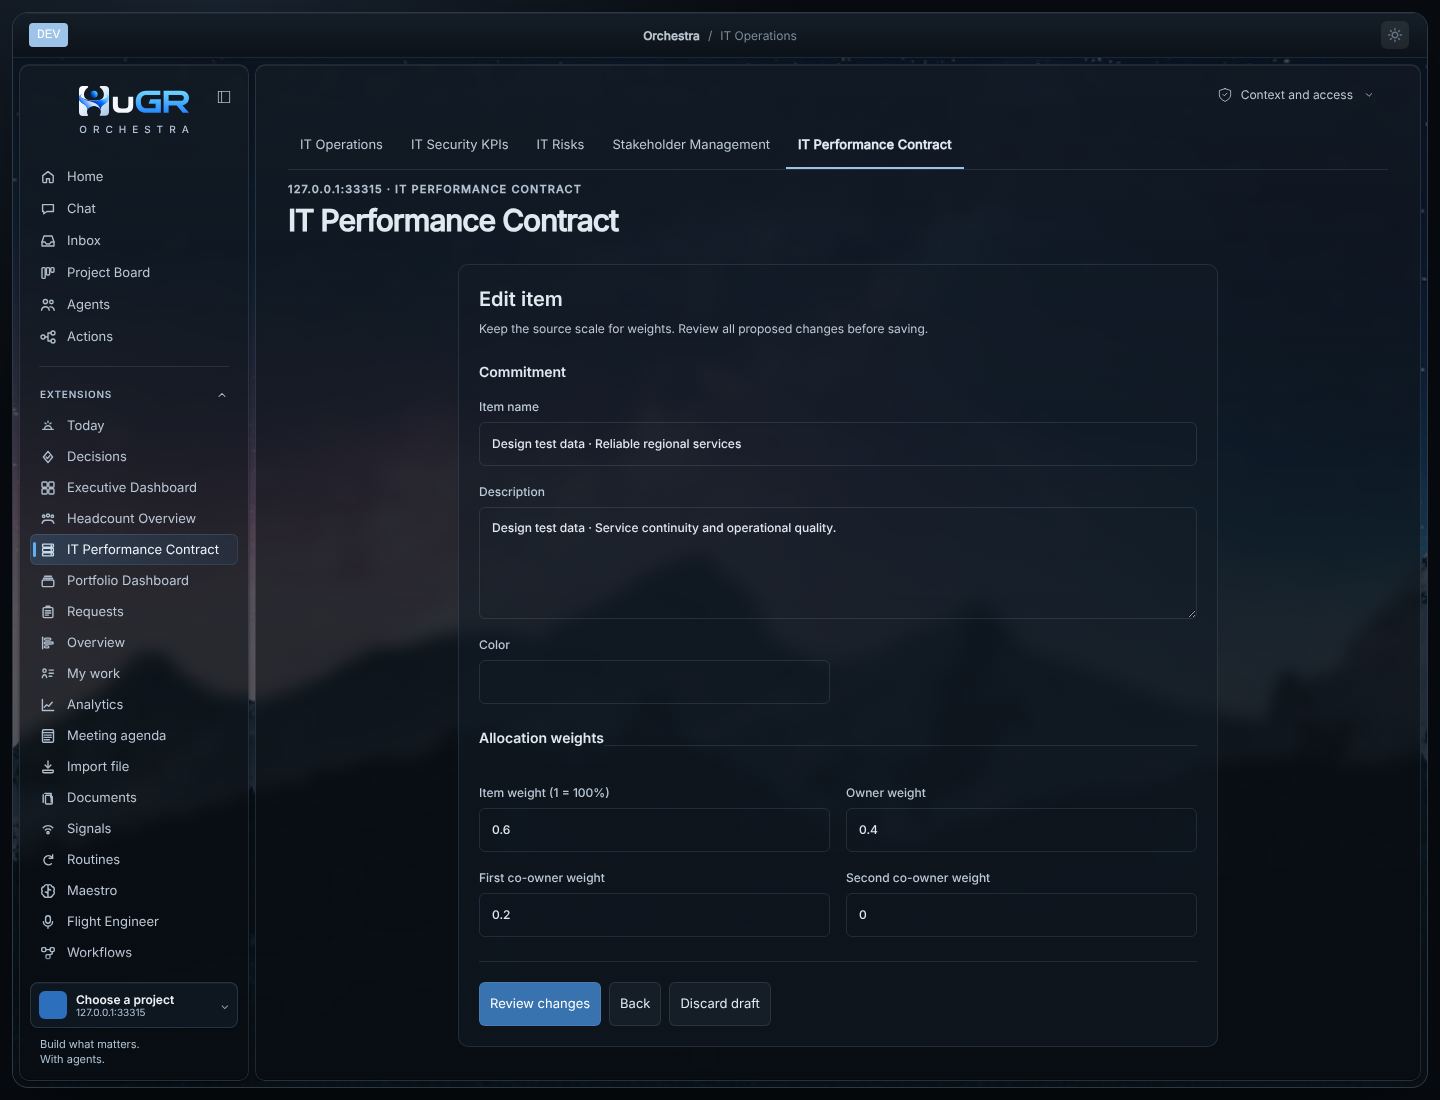 DEV
Orchestra / IT Operations
HuGR
ORCHESTRA
Context and access
Home
Chat
Inbox
Project Board
Agents
Actions
EXTENSIONS
Today
Decisions
Executive Dashboard
Headcount Overview
IT Performance Contract
Portfolio Dashboard
Requests
Overview
My work
Analytics
Meeting agenda
Import file
Documents
Signals
Routines
Maestro
Flight Engineer
Workflows
Choose a project
127.0.0.1:33315
Build what matters.
With agents.
IT Operations IT Security KPIs IT Risks Stakeholder Management IT Performance Contract
127.0.0.1:33315 · IT PERFORMANCE CONTRACT
IT Performance Contract
Edit item
Keep the source scale for weights. Review all proposed changes before saving.
Commitment
Item name
Design test data · Reliable regional services
Description
Design test data · Service continuity and operational quality.
Color
Allocation weights
Item weight (1 = 100%) Owner weight
0.6 0.4
First co-owner weight Second co-owner weight
0.2 0
Review changes Back Discard draft